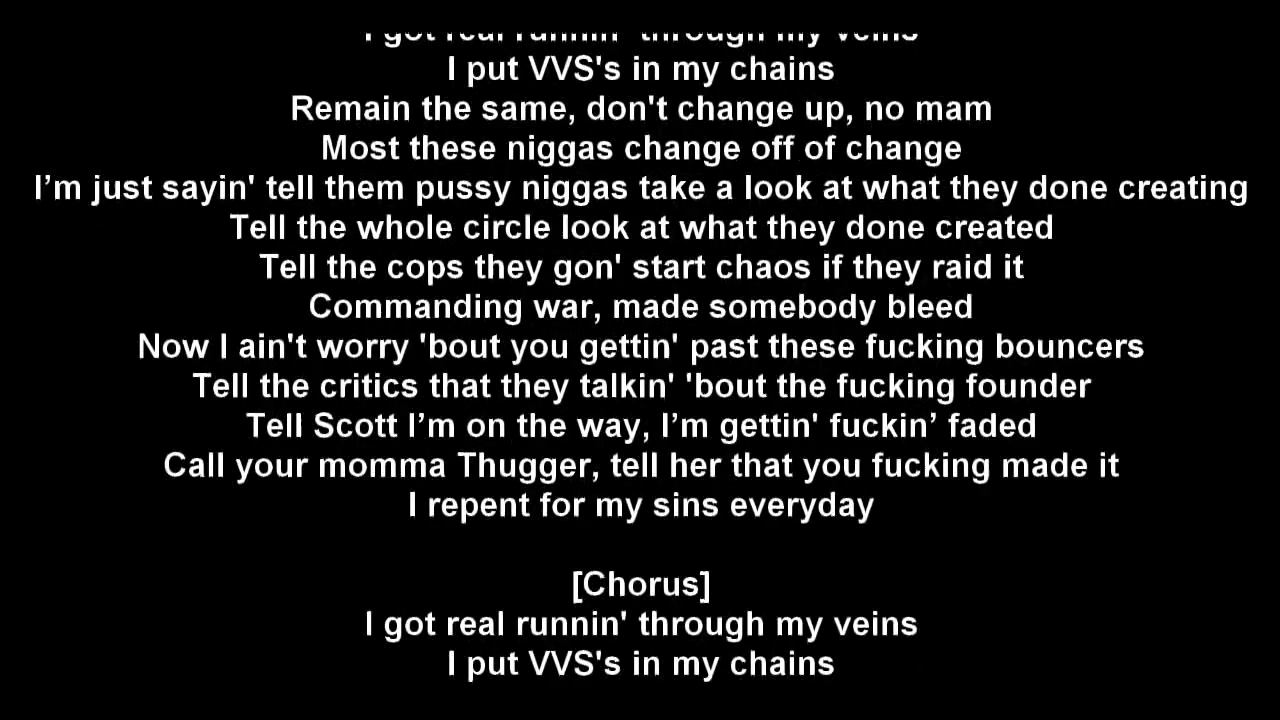 I got real runnin' through my veins
I put VVS's in my chains
Remain the same, don't change up, no mam
Most these niggas change off of change
I’m just sayin' tell them pussy niggas take a look at what they done creating
Tell the whole circle look at what they done created
Tell the cops they gon' start chaos if they raid it
Commanding war, made somebody bleed
Now I ain't worry 'bout you gettin' past these fucking bouncers
Tell the critics that they talkin' 'bout the fucking founder
Tell Scott I’m on the way, I’m gettin' fuckin’ faded
Call your momma Thugger, tell her that you fucking made it
I repent for my sins everyday
[Chorus]
I got real runnin' through my veins
I put VVS's in my chains